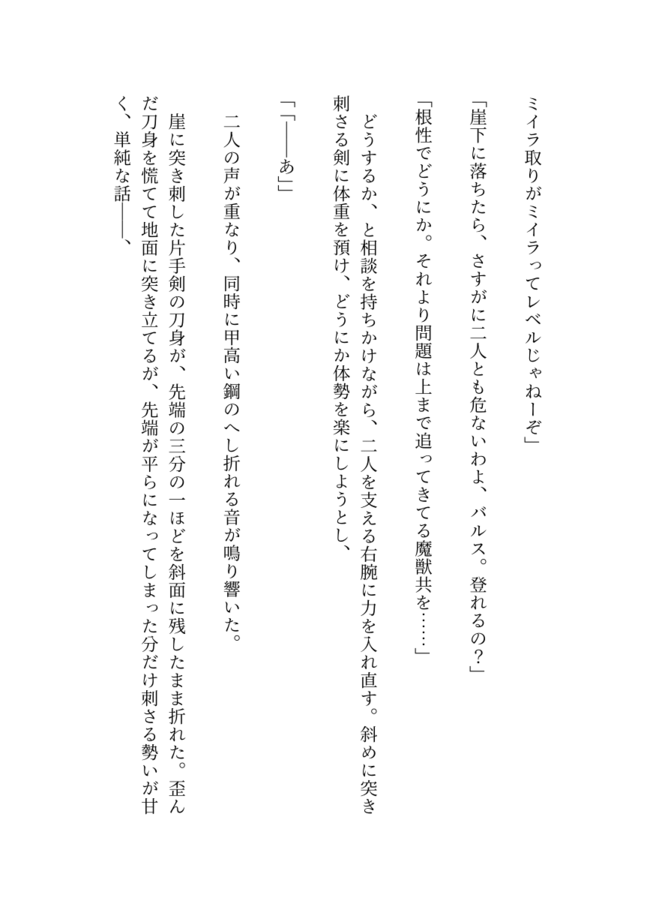 ミイラ取りがミイラってレベルじゃねーぞ」
「崖下に落ちたら、さすがに二人とも危ないわよ、バルス。登れるの？」
「根性でどうにか。それより問題は上まで追ってきてる魔獣共を……」
　どうするか、と相談を持ちかけながら、二人を支える右腕に力を入れ直す。斜めに突き
刺さる剣に体重を預け、どうにか体勢を楽にしようとし、
「「――あ」」
　二人の声が重なり、同時に甲高い鋼のへし折れる音が鳴り響いた。
　崖に突き刺した片手剣の刀身が、先端の三分の一ほどを斜面に残したまま折れた。歪ん
だ刀身を慌てて地面に突き立てるが、先端が平らになってしまった分だけ刺さる勢いが甘
く、単純な話――、